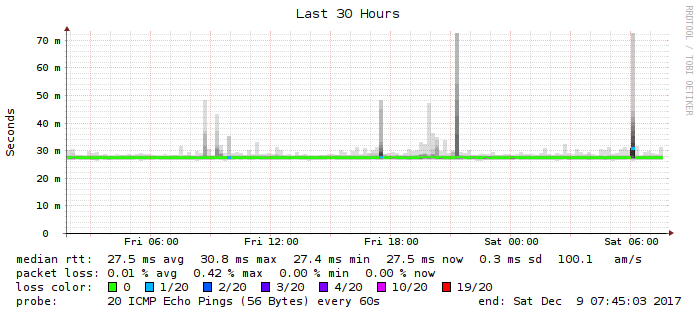 Last 30 Hours
RRDTOOL / TOBI OETIKER
Seconds
70 m
60 m
50 m
40 m
30 m
20 m
10 m
0
Fri 06:00 Fri 12:00 Fri 18:00 Sat 00:00 Sat 06:00
median rtt: 27.5 ms avg 30.8 ms max 27.4 ms min 27.5 ms now 0.3 ms sd 100.1 am/s
packet loss: 0.01 % avg 0.42 % max 0.00 % min 0.00 % now
loss color: 0 1/20 2/20 3/20 4/20 10/20 19/20
probe: 20 ICMP Echo Pings (56 Bytes) every 60s end: Sat Dec 9 07:45:03 2017